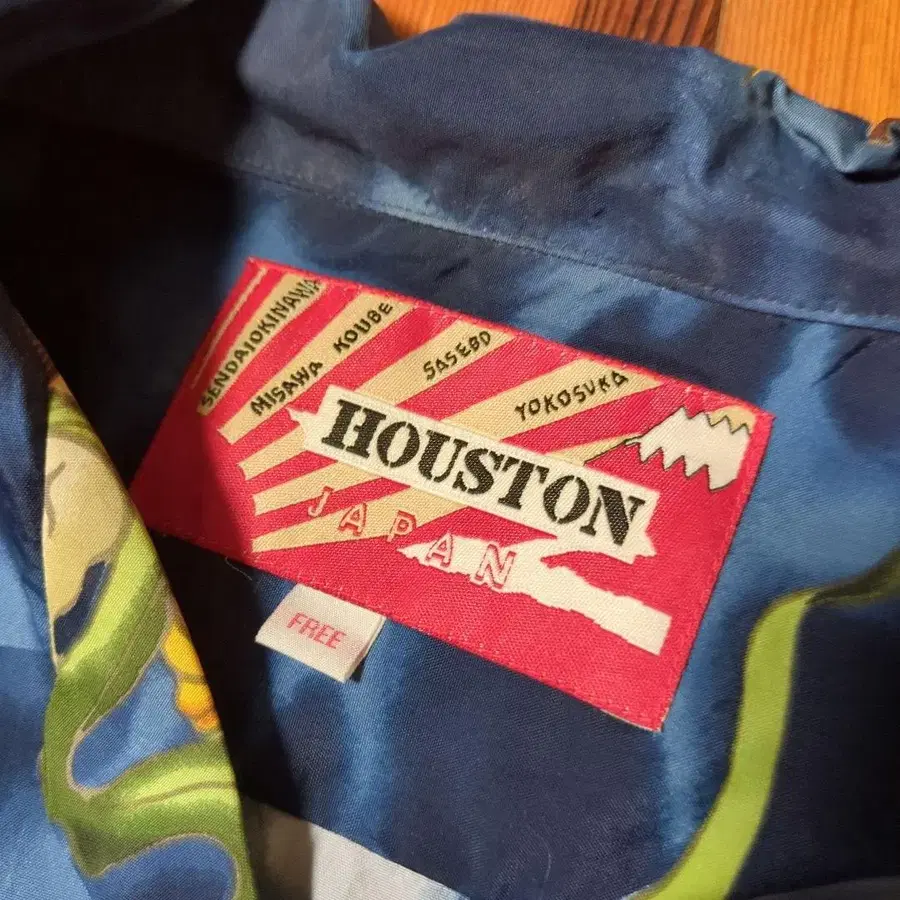 SENDAI OKINAWA
MISAWA KOUBE
SASEBO
YOKOSUKA
HOUSTON
JAPAN
FREE